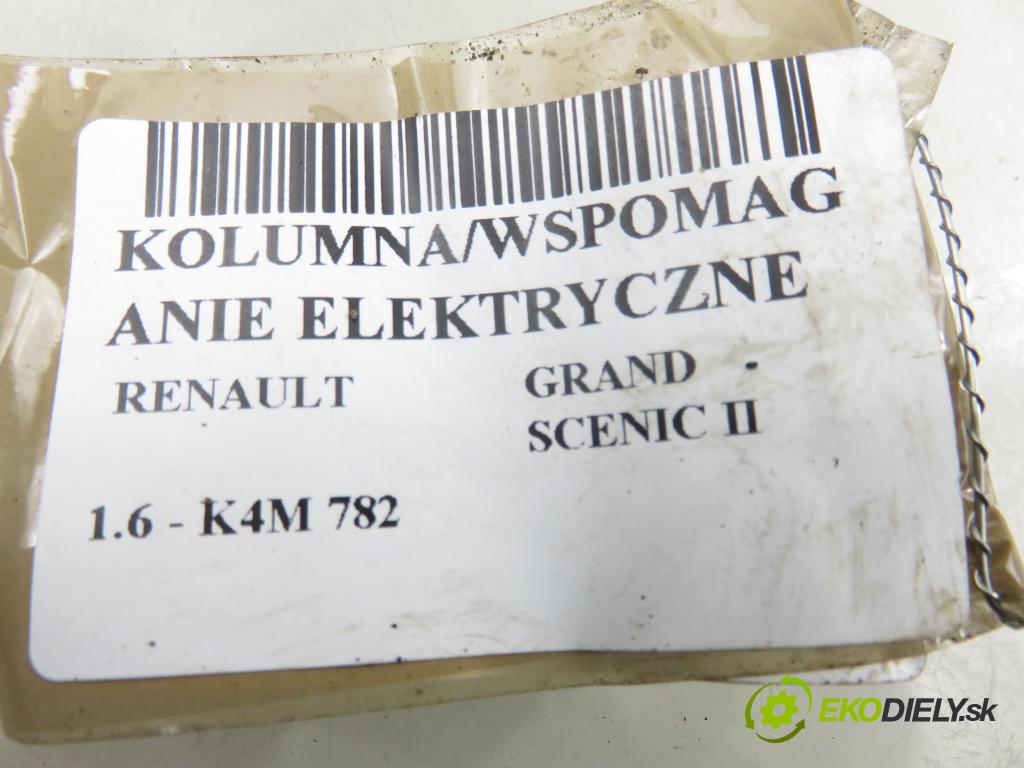 KOLUMNA/WSPOMAG
ANIE ELEKTRYCZNE
RENAULT GRAND -
SCENIC II
1.6 - K4M 782
EKODIELY.sk